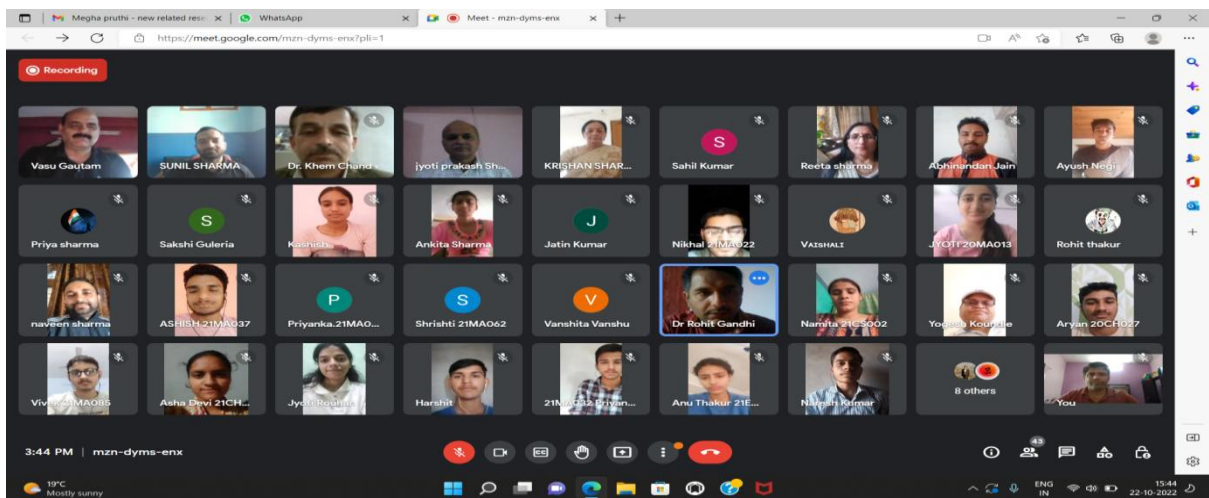 Megha pruthi - new related rese
WhatsApp
Meet - mzn-dyms-enx
https://meet.google.com/mzn-dyms-enx?pli=1
Recording
Vasu Gautam
SUNIL SHARMA
Dr. Khem Chand
jyoti prakash Sh...
KRISHAN SHAR...
S
Sahil Kumar
Reeta sharma
Abhinandan Jain
Ayush Negi
Priya sharma
S
Sakshi Guleria
Kashish
Ankita Sharma
J
Jatin Kumar
Nikhal 21MA022
VAISHALI
JYOTI 20MA013
Rohit thakur
naveen sharma
ASHISH 21MA037
P
Priyanka.21MA0...
S
Shrishti 21MA062
V
Vanshita Vanshu
Dr Rohit Gandhi
Namita 21CS002
Aryan 20CH027
Asha Devi 21CH...
Harshit
Anu Thakur 21E...
Naresh Kumar
8 others
You
3:44 PM | mzn-dyms-enx
43
19°C
Mostly sunny
ENG
IN
15:44
22-10-2022